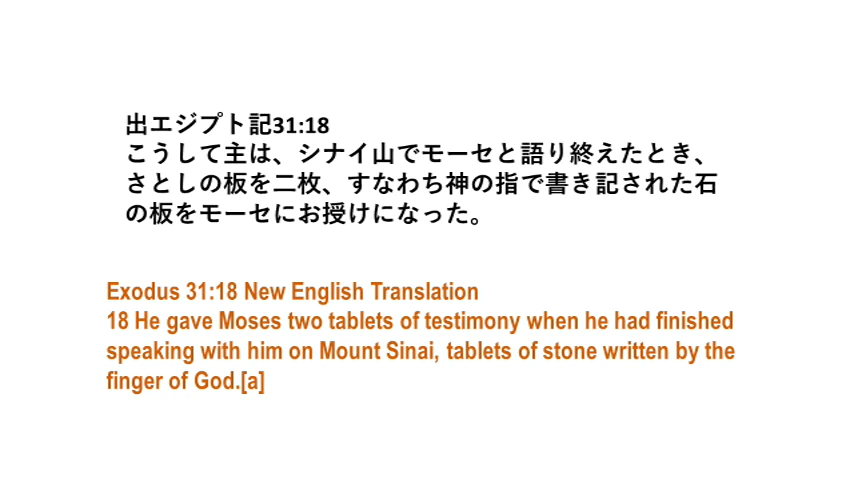 出エジプト記31:18
こうして主は、シナイ山でモーセと語り終えたとき、
さとしの板を二枚、すなわち神の指で書き記された石
の板をモーセにお授けになった。
Exodus 31:18 New English Translation
18 He gave Moses two tablets of testimony when he had finished
speaking with him on Mount Sinai, tablets of stone written by the
finger of God.[a]